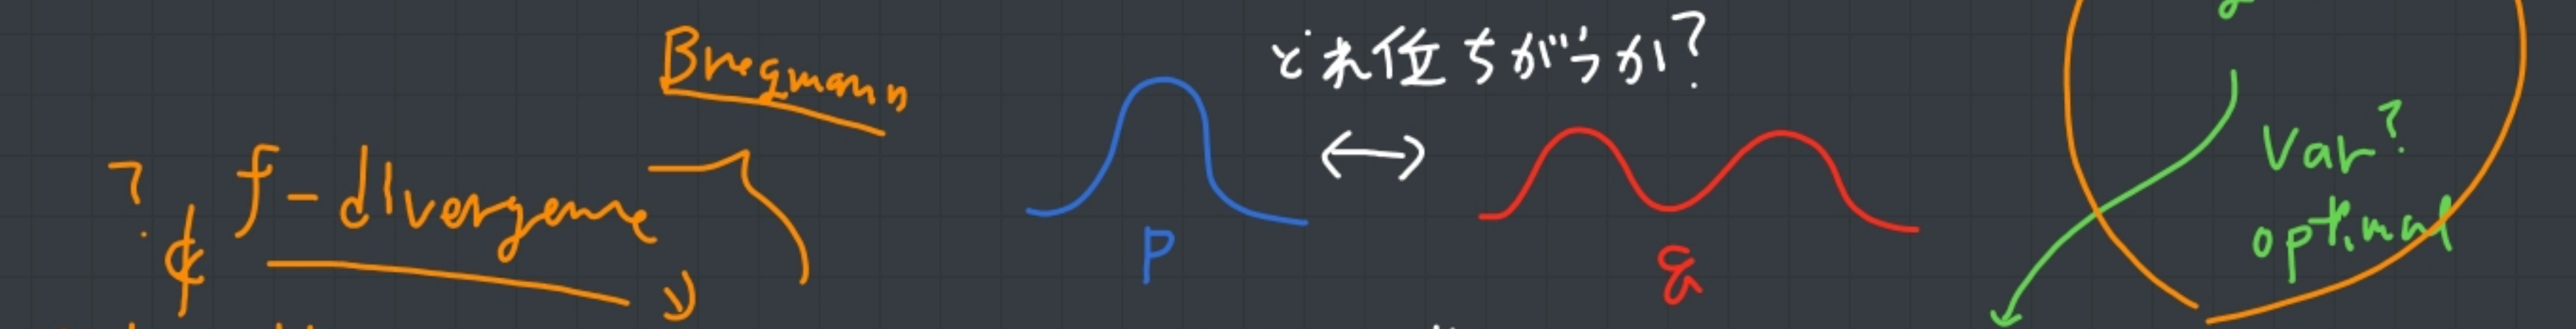 Bregmann
? ¢ f-divergence
どれ位ちがうか?
P
q
Var?
optimal